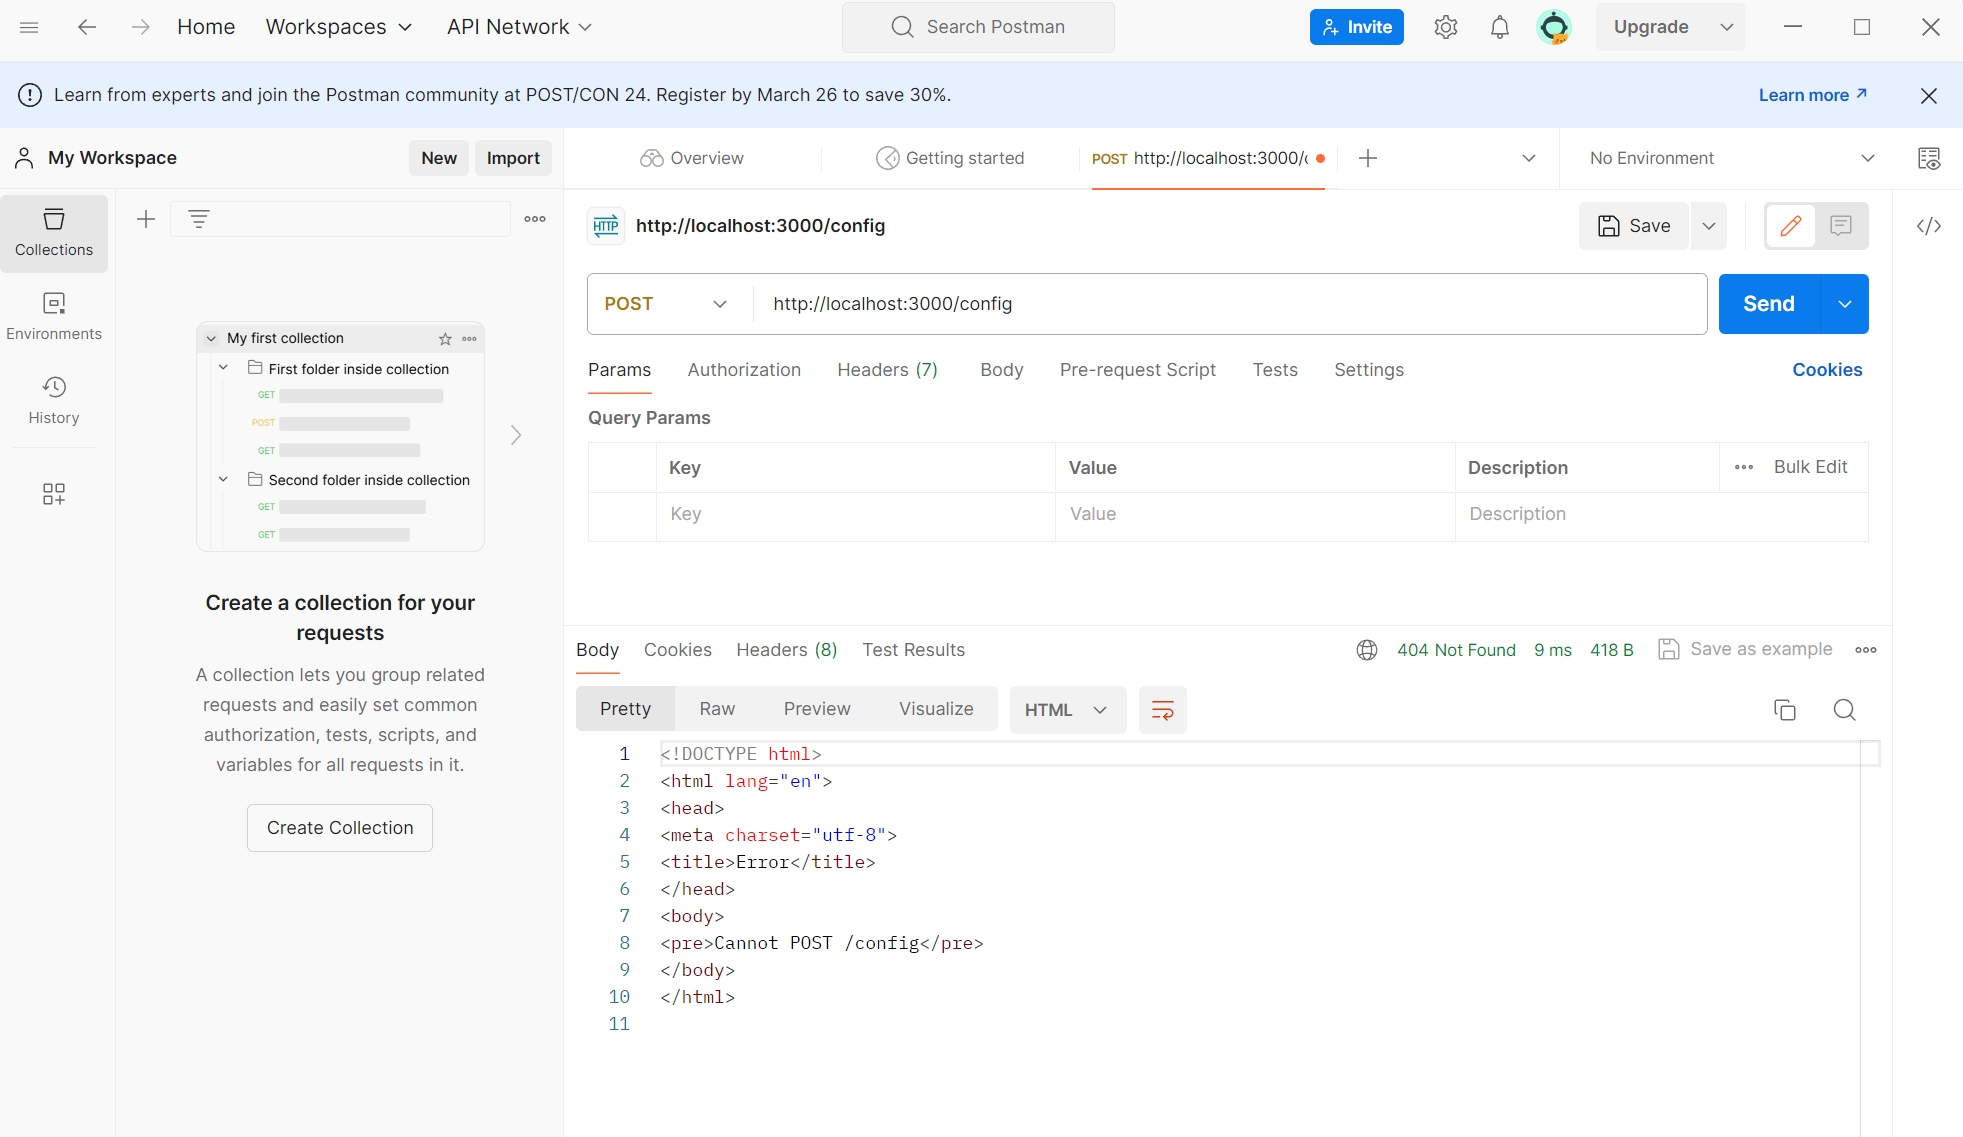 Home Workspaces API Network Search Postman Invite Upgrade
Learn from experts and join the Postman community at POST/CON 24. Register by March 26 to save 30%. Learn more ↗
My Workspace New Import Overview Getting started POST http://localhost:3000/c No Environment
Collections
Environments
History
My first collection
First folder inside collection
GET
POST
GET
Second folder inside collection
GET
GET
Create a collection for your
requests
A collection lets you group related
requests and easily set common
authorization, tests, scripts, and
variables for all requests in it.
Create Collection
HTTP http://localhost:3000/config Save </>
POST http://localhost:3000/config Send
Params Authorization Headers (7) Body Pre-request Script Tests Settings Cookies
Query Params
Key Value Description Bulk Edit
Key Value Description
Body Cookies Headers (8) Test Results 404 Not Found 9 ms 418 B Save as example
Pretty Raw Preview Visualize HTML
1 <!DOCTYPE html>
2 <html lang="en">
3 <head>
4 <meta charset="utf-8">
5 <title>Error</title>
6 </head>
7 <body>
8 <pre>Cannot POST /config</pre>
9 </body>
10 </html>
11